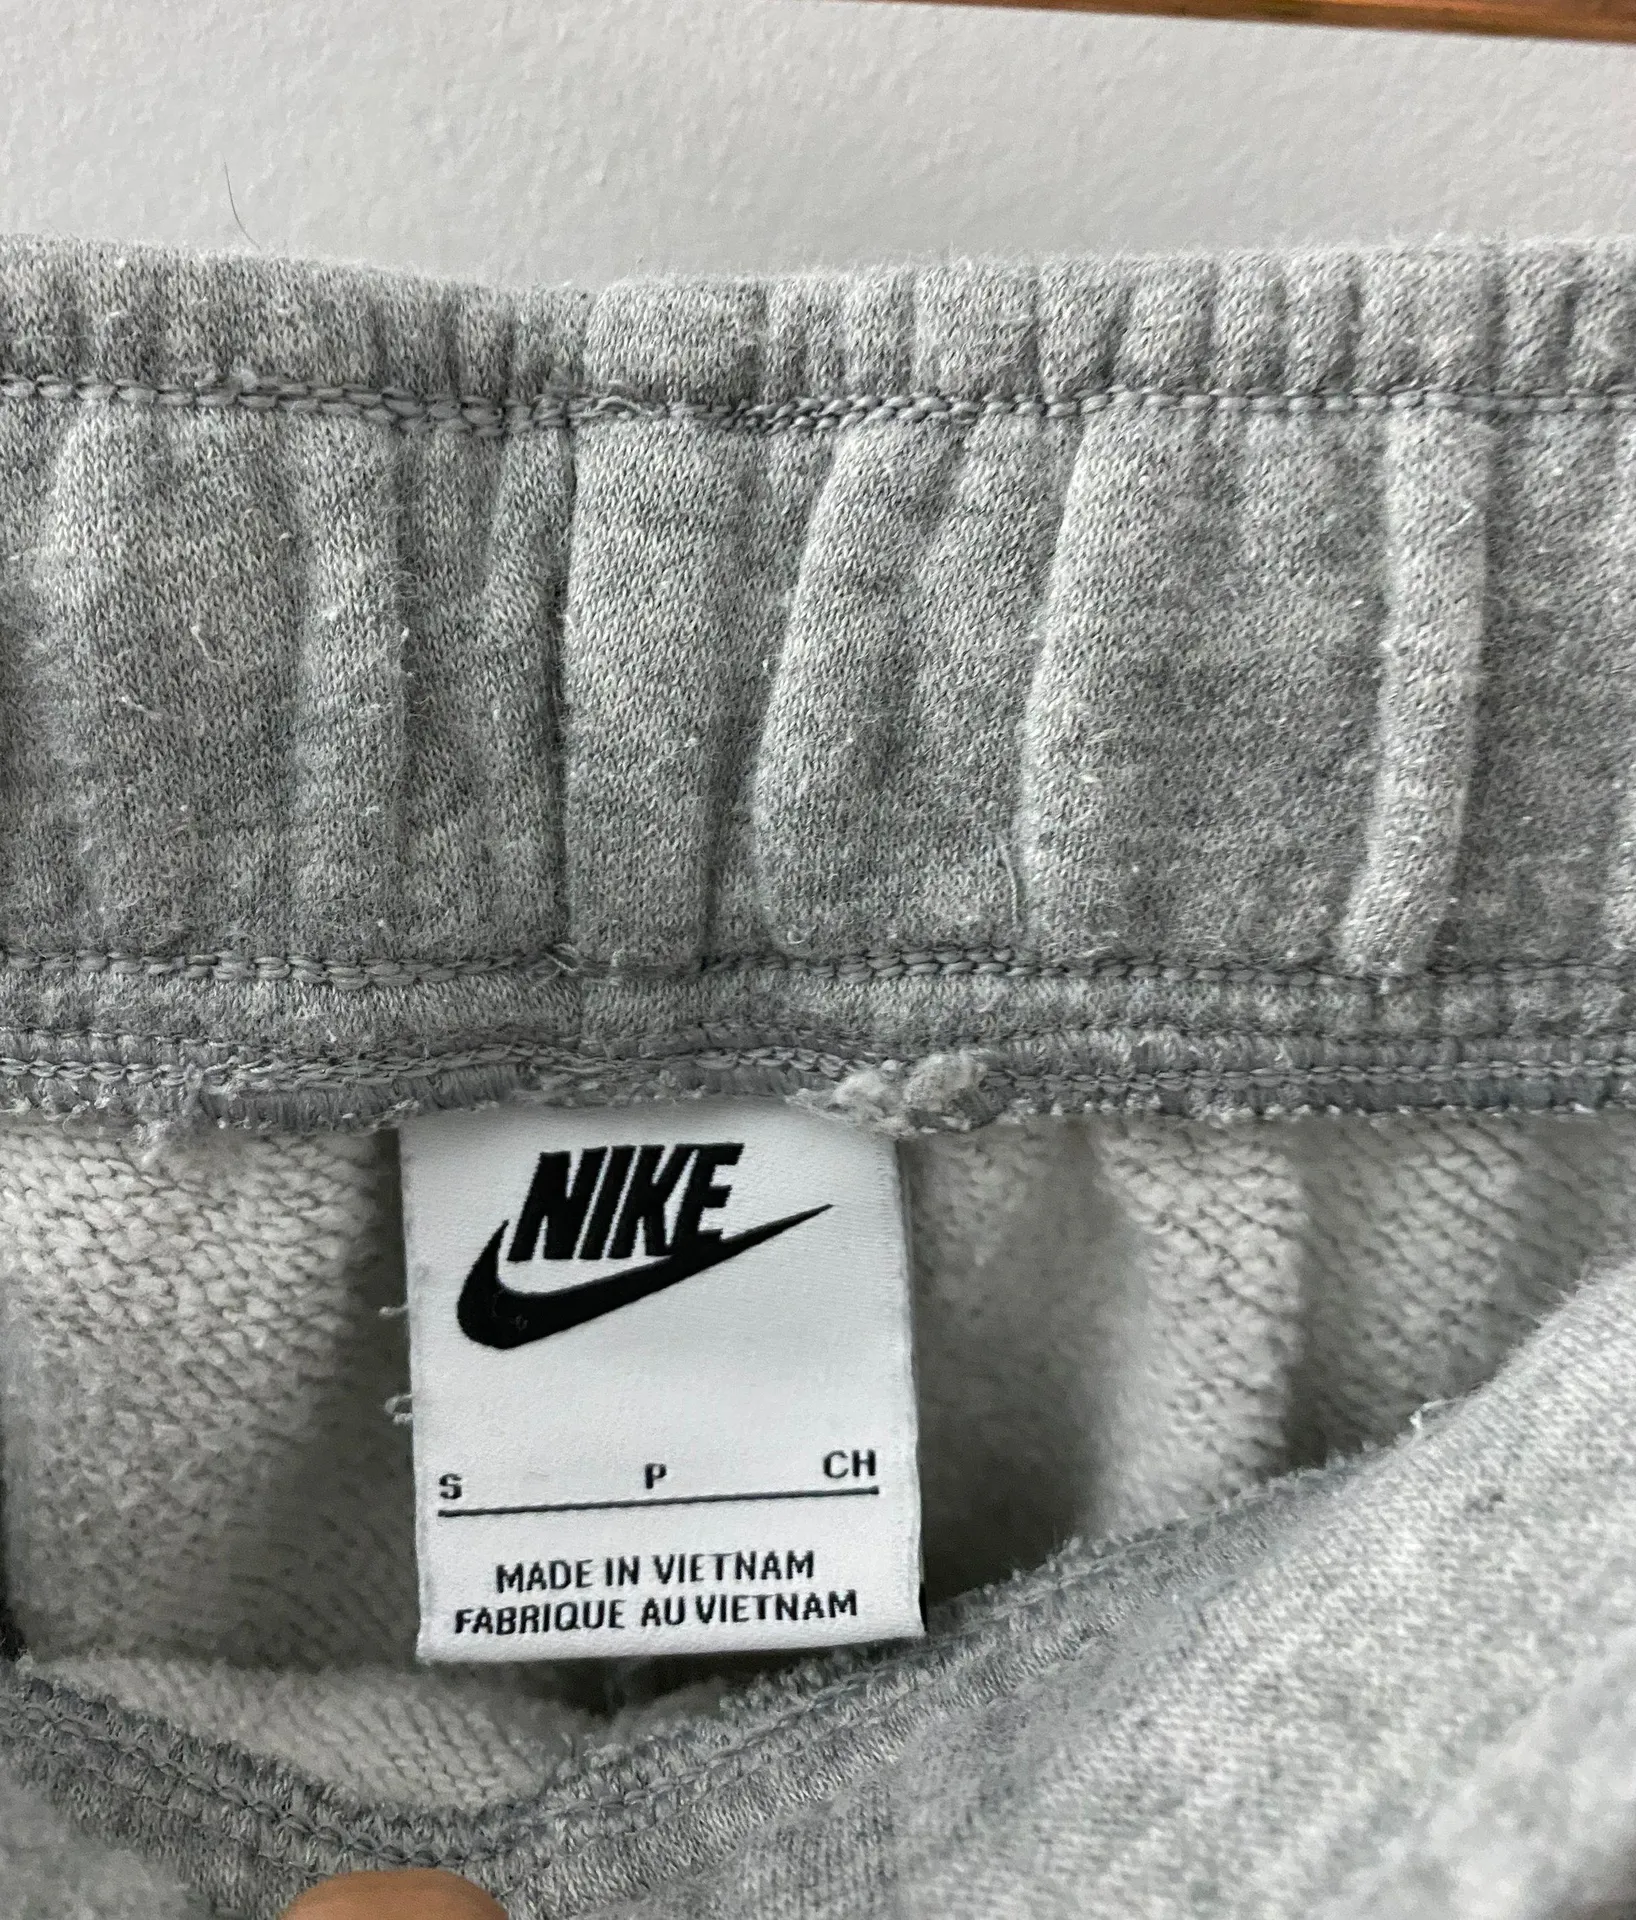 NIKE
S P CH
MADE IN VIETNAM
FABRIQUE AU VIETNAM